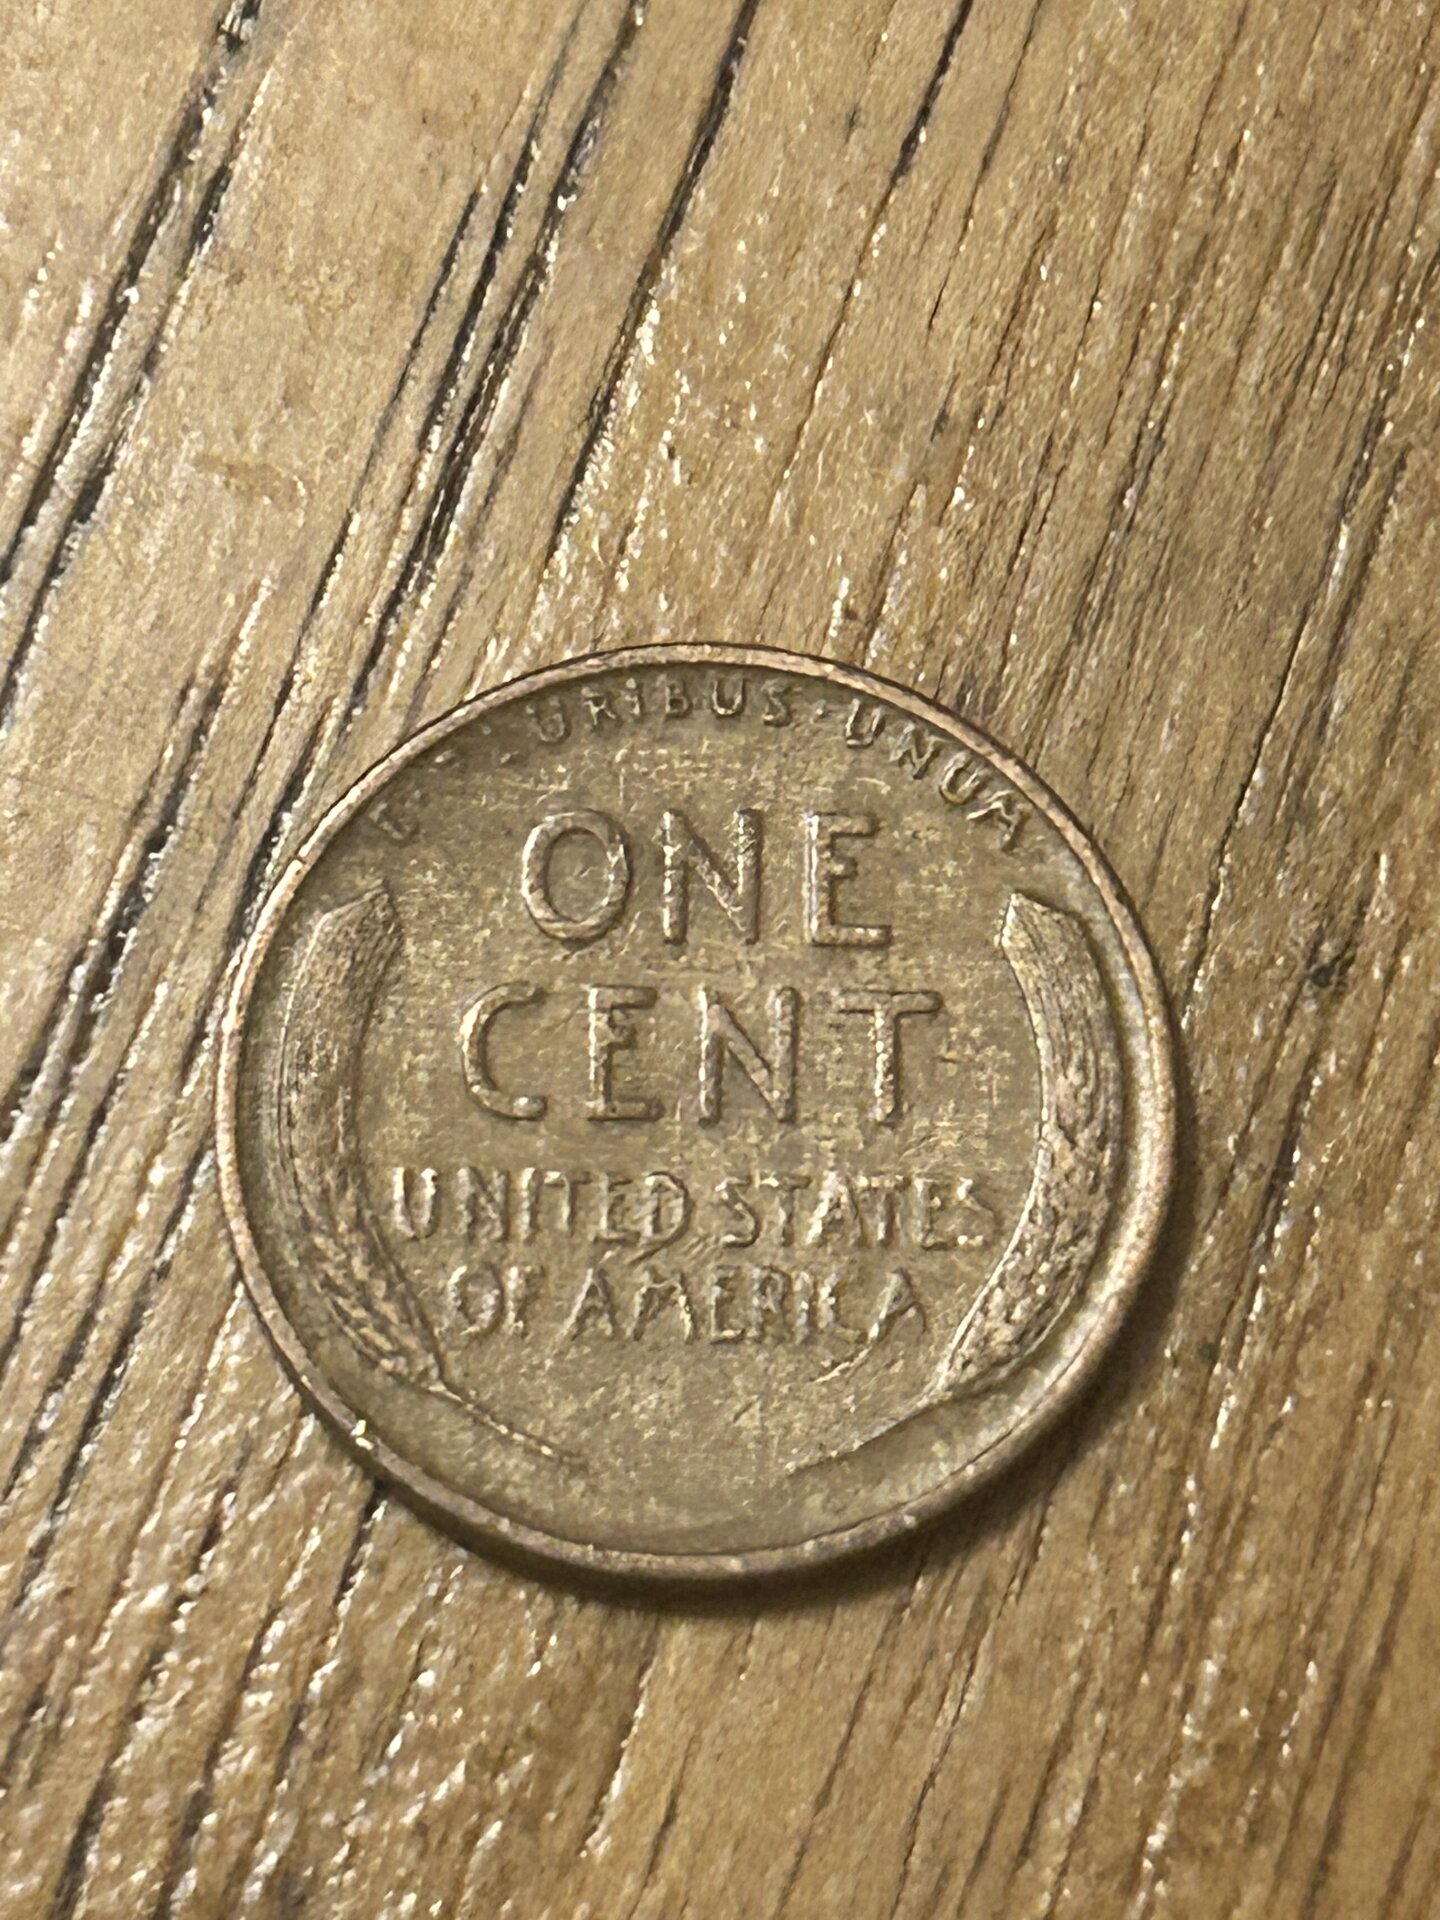 E · URIBUS · UNUM
ONE
CENT
UNITED STATES
OF AMERICA